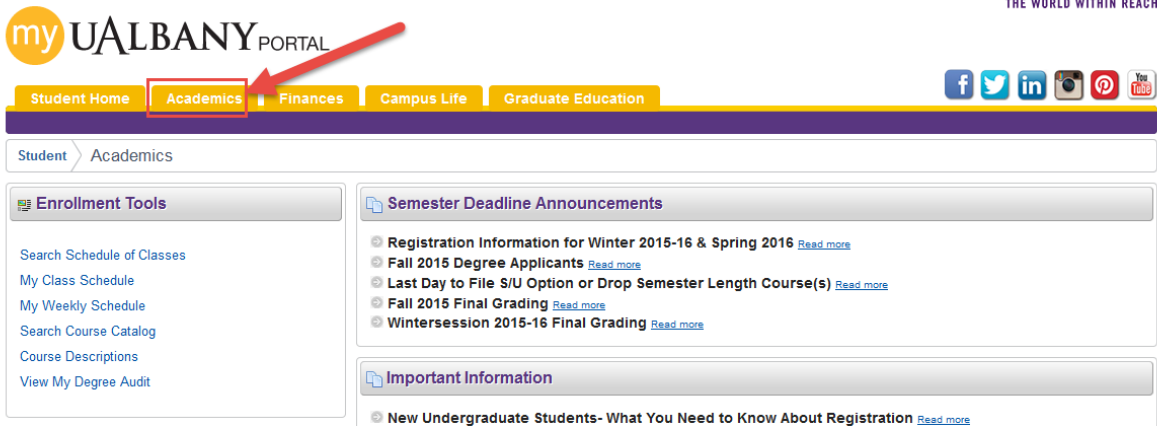 THE WORLD WITHIN REACH
my UALBANY PORTAL
Student Home Academics Finances Campus Life Graduate Education
f in You Tube
Student Academics
Enrollment Tools
Search Schedule of Classes
My Class Schedule
My Weekly Schedule
Search Course Catalog
Course Descriptions
View My Degree Audit
Semester Deadline Announcements
Registration Information for Winter 2015-16 & Spring 2016 Read more
Fall 2015 Degree Applicants Read more
Last Day to File S/U Option or Drop Semester Length Course(s) Read more
Fall 2015 Final Grading Read more
Wintersession 2015-16 Final Grading Read more
Important Information
New Undergraduate Students- What You Need to Know About Registration Read more